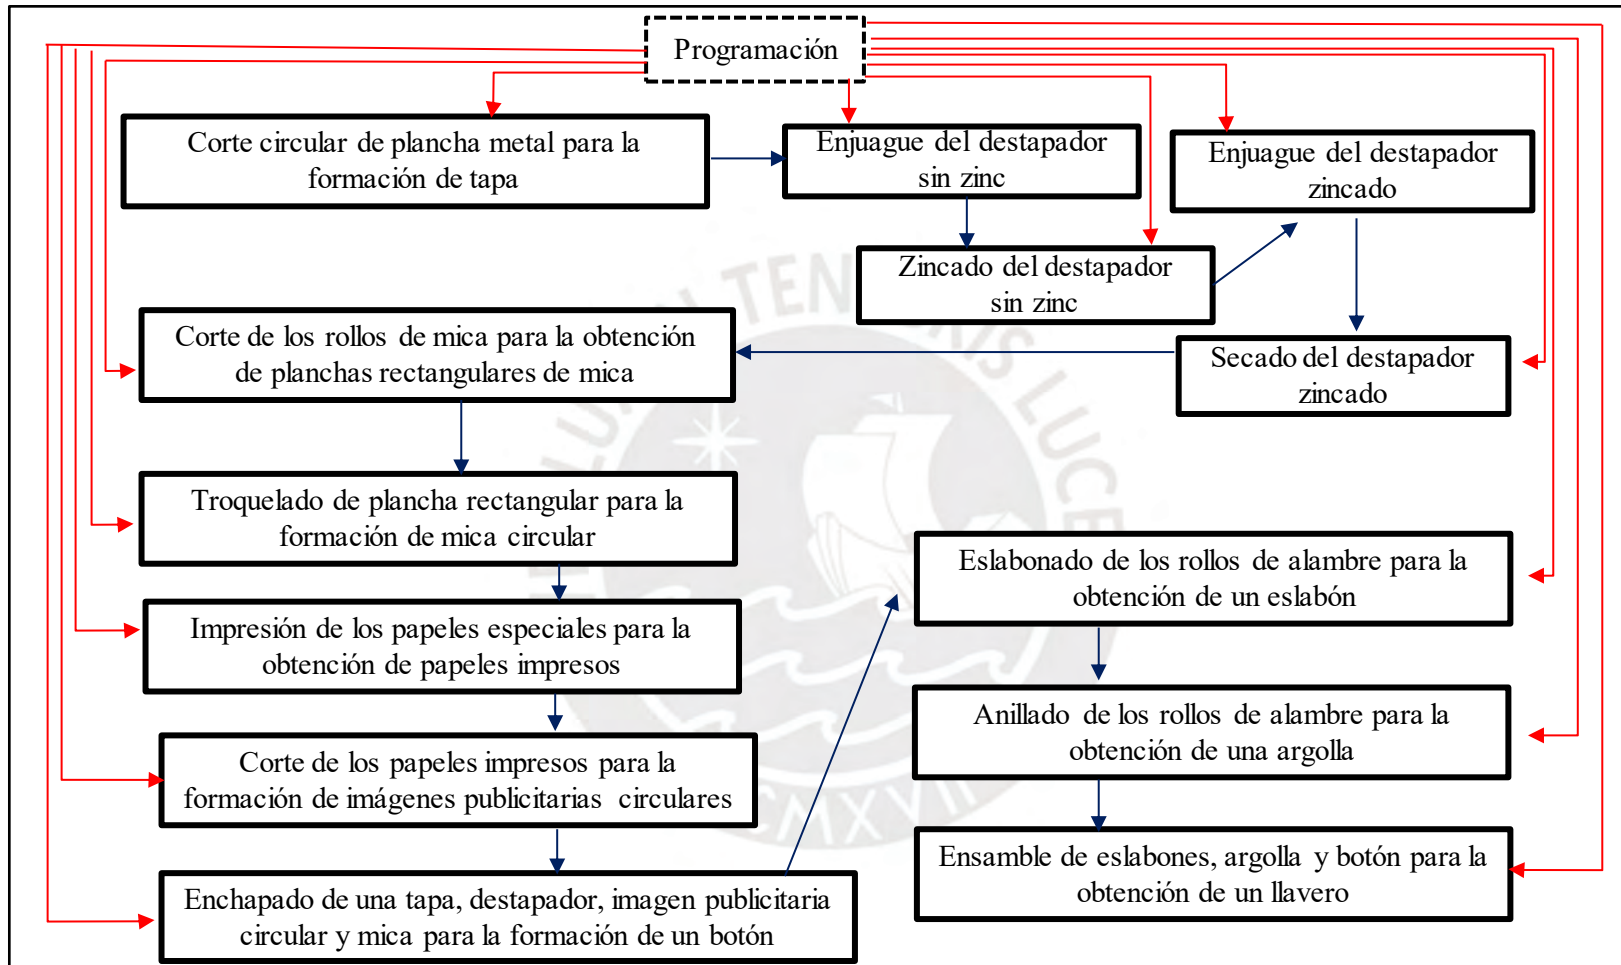 Programación
Corte circular de plancha metal para la
formación de tapa
Enjuague del destapador
sin zinc
Enjuague del destapador
zincado
Zincado del destapador
sin zinc
Corte de los rollos de mica para la obtención
de planchas rectangulares de mica
Secado del destapador
zincado
Troquelado de plancha rectangular para la
formación de mica circular
Eslabonado de los rollos de alambre para la
obtención de un eslabón
Impresión de los papeles especiales para la
obtención de papeles impresos
Anillado de los rollos de alambre para la
obtención de una argolla
Corte de los papeles impresos para la
formación de imágenes publicitarias circulares
Ensamble de eslabones, argolla y botón para la
obtención de un llavero
Enchapado de una tapa, destapador, imagen publicitaria
circular y mica para la formación de un botón